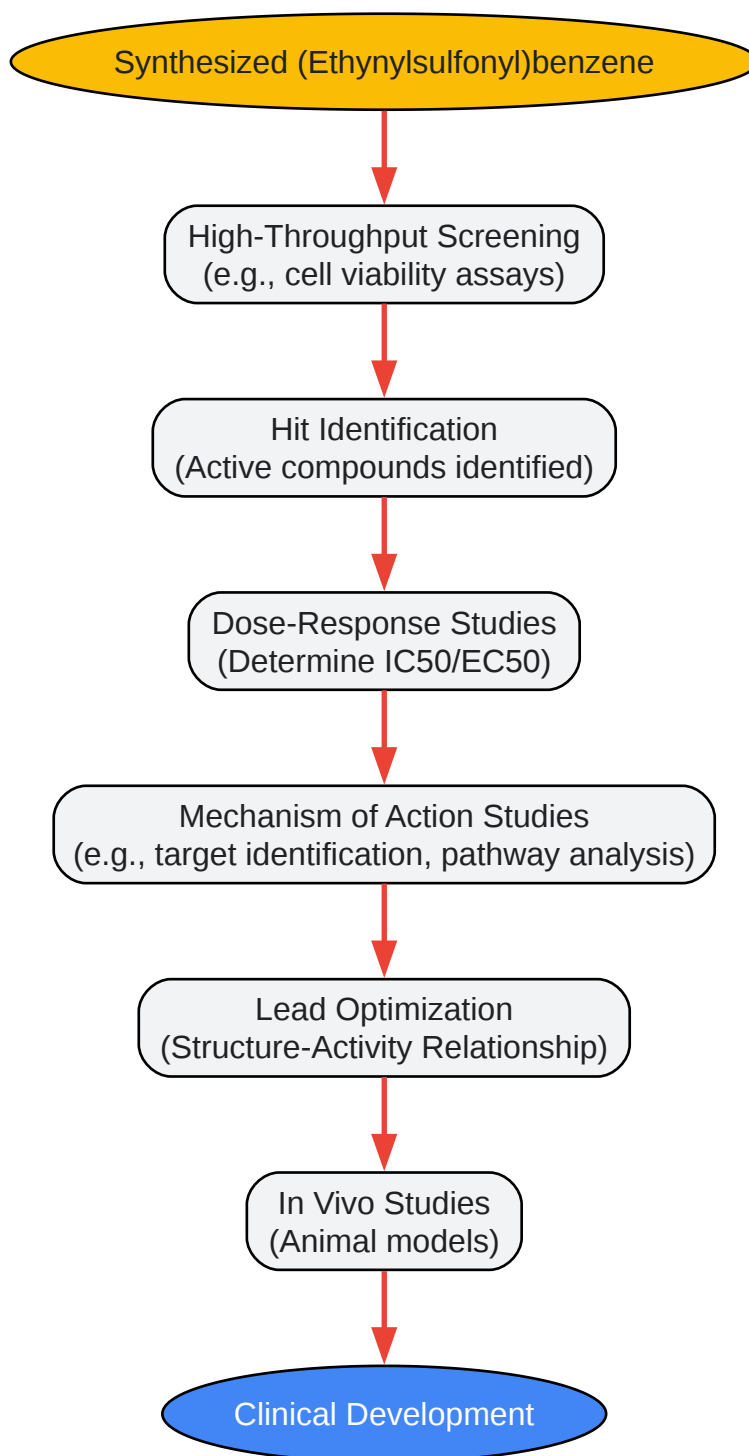 Synthesized (Ethynylsulfonyl)benzene
High-Throughput Screening
(e.g., cell viability assays)
Hit Identification
(Active compounds identified)
Dose-Response Studies
(Determine IC50/EC50)
Mechanism of Action Studies
(e.g., target identification, pathway analysis)
Lead Optimization
(Structure-Activity Relationship)
In Vivo Studies
(Animal models)
Clinical Development